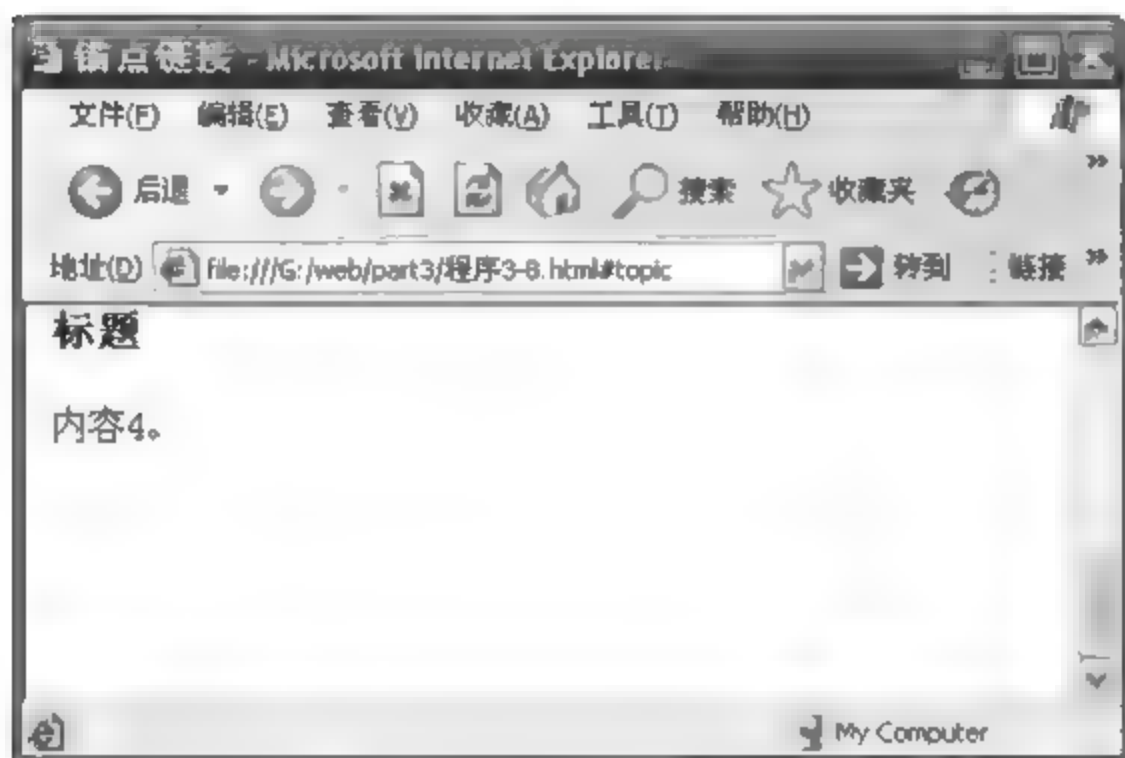 锚点链接 - Microsoft Internet Explorer
文件(F) 编辑(E) 查看(V) 收藏(A) 工具(T) 帮助(H)
后退 搜索 收藏夹 »
地址(D) file:///G:/web/part3/程序3-8.html#topic 转到 链接 »
标题
内容4。
My Computer